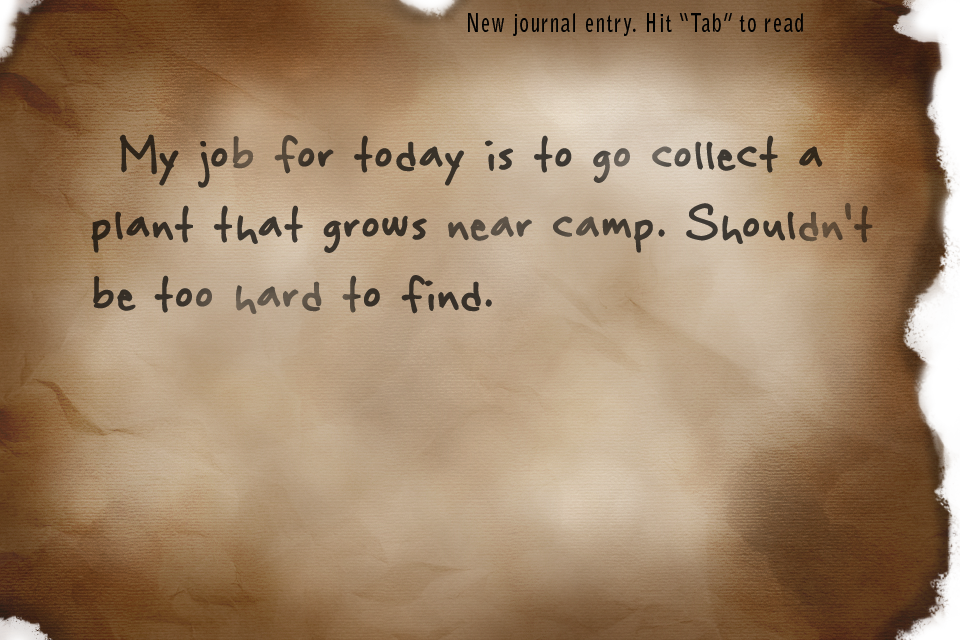 New journal entry. Hit “Tab” to read
My job for today is to go collect a
plant that grows near camp. Shouldn't
be too hard to find.